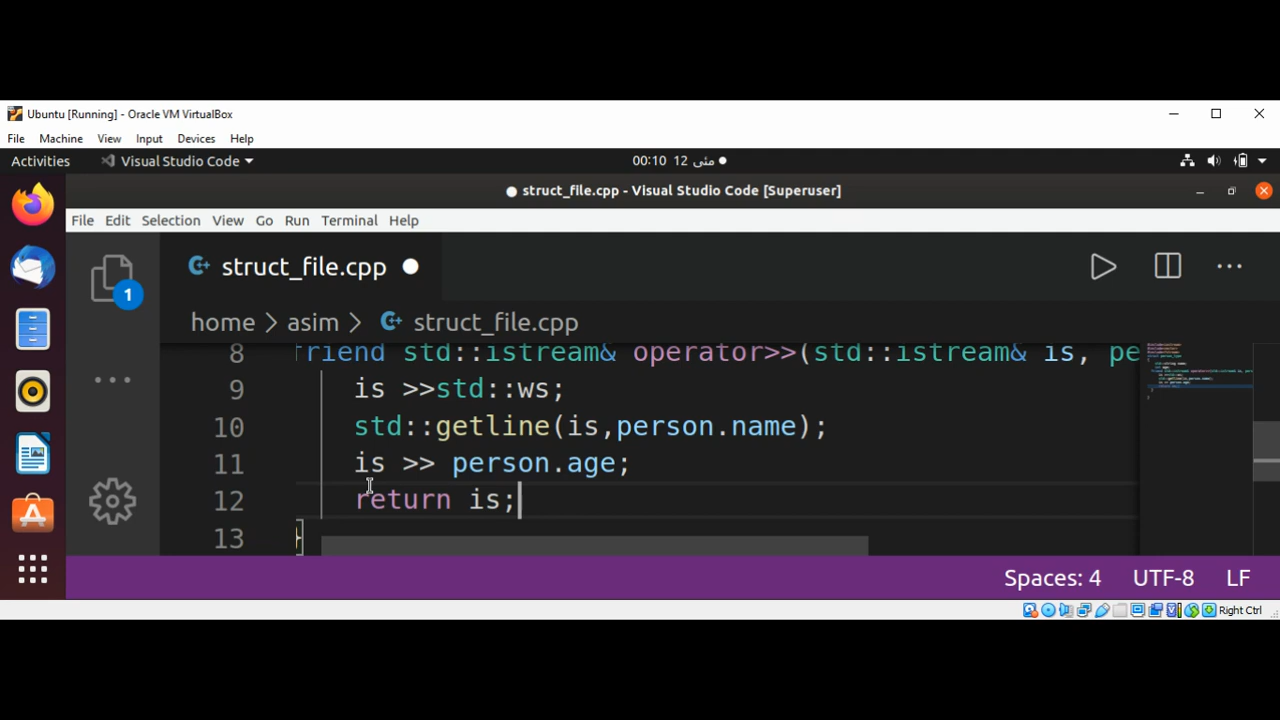 Ubuntu [Running] - Oracle VM VirtualBox
File Machine View Input Devices Help
Activities Visual Studio Code 00:10 12 مئی
struct_file.cpp - Visual Studio Code [Superuser]
File Edit Selection View Go Run Terminal Help
struct_file.cpp
1
home > asim > struct_file.cpp
8 friend std::istream& operator>>(std::istream& is, pe
9 is >>std::ws;
10 std::getline(is,person.name);
11 is >> person.age;
12 return is;
13 }
Spaces: 4 UTF-8 LF
Right Ctrl